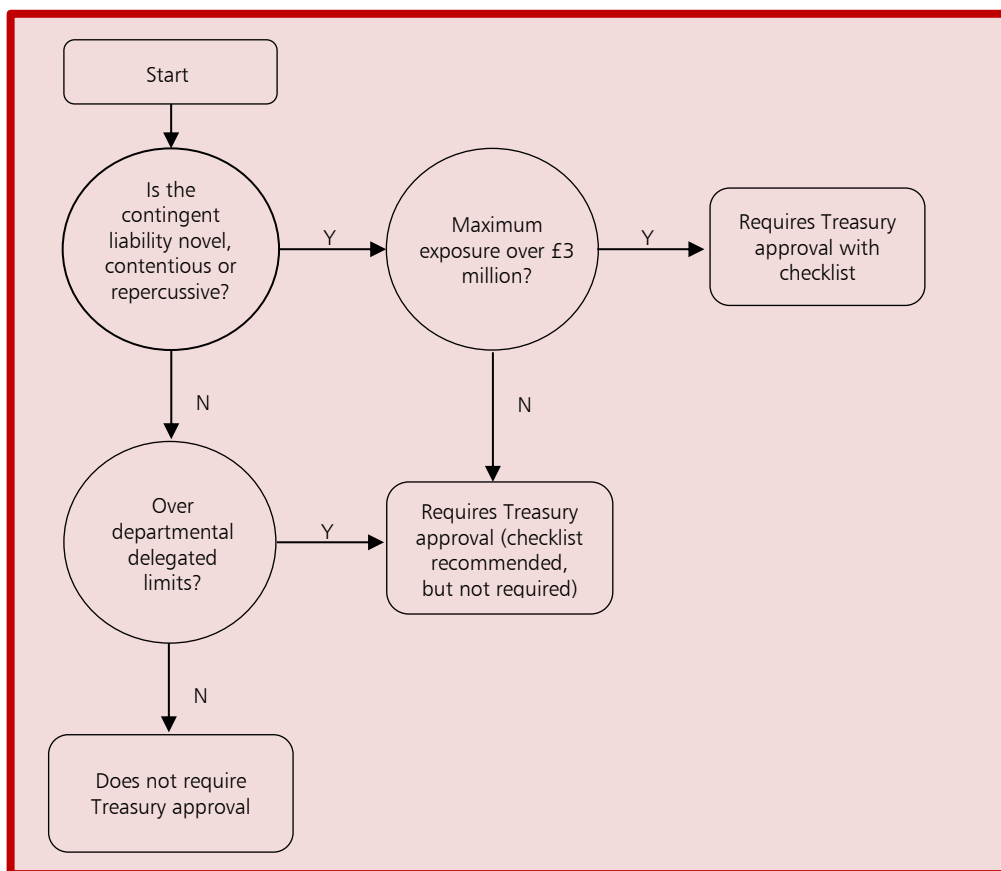 Start
Is the
contingent
liability novel,
contentious or
repercussive?
Y
Maximum
exposure over £3
million?
Y
Requires Treasury
approval with
checklist
N
N
Over
departmental
delegated
limits?
Y
Requires Treasury
approval (checklist
recommended,
but not required)
N
Does not require
Treasury approval